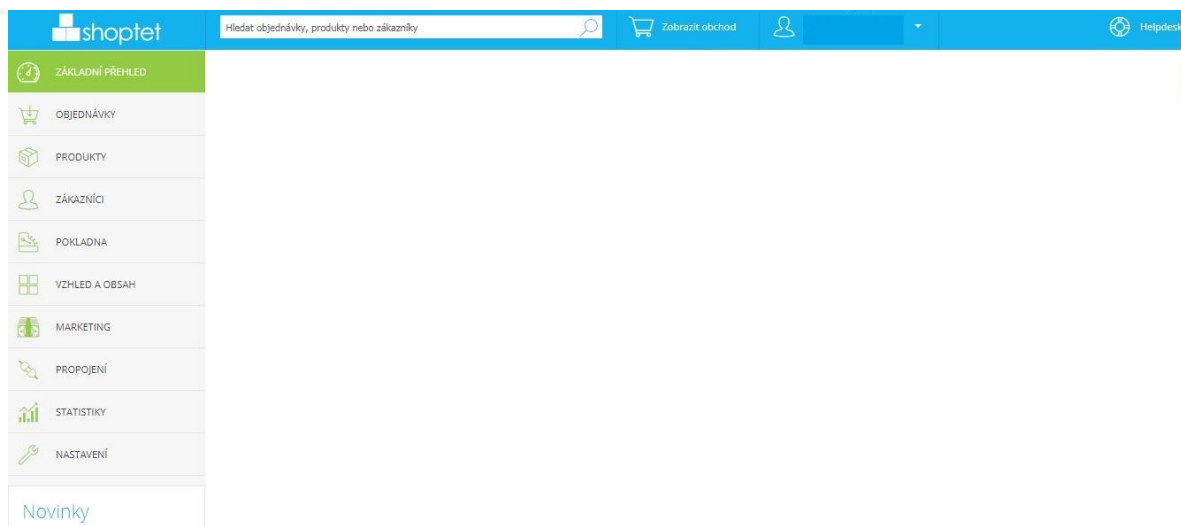 shoptet
Hledat objednávky, produkty nebo zákazníky
Zobrazit obchod
Helpdesk
ZÁKLADNÍ PŘEHLED
OBJEDNÁVKY
PRODUKTY
ZÁKAZNÍCI
POKLADNA
VZHLED A OBSAH
MARKETING
PROPOJENÍ
STATISTIKY
NASTAVENÍ
Novinky